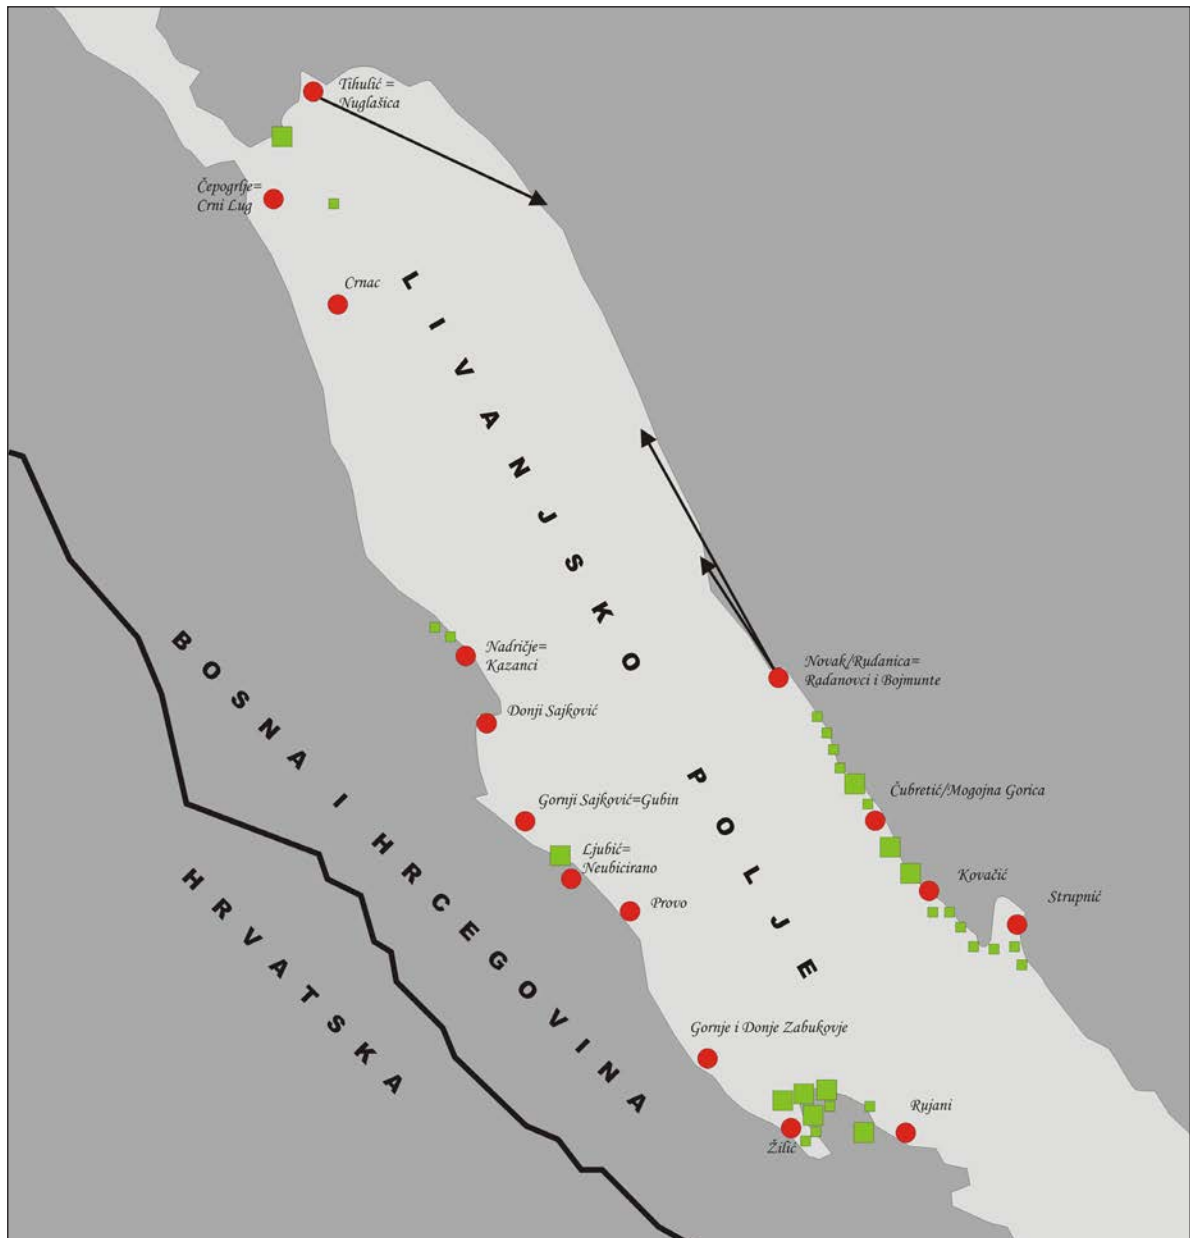 Tihulić =
Nuglašica
Čepogrlje=
Crni Lug
Crnac
LIVANJSKO POLJE
Nadričje=
Kazanci
Novak/Rudanica=
Radanovci i Bojmunte
Donji Sajković
Čubretić/Mogojna Gorica
Gornji Sajković=Gubin
Ljubić=
Neubicirano
Kovačić
Strupnić
Provo
BOSNA I HRCEGOVINA
HRVATSKA
Gornje i Donje Zabukovje
Rujani
Žilić